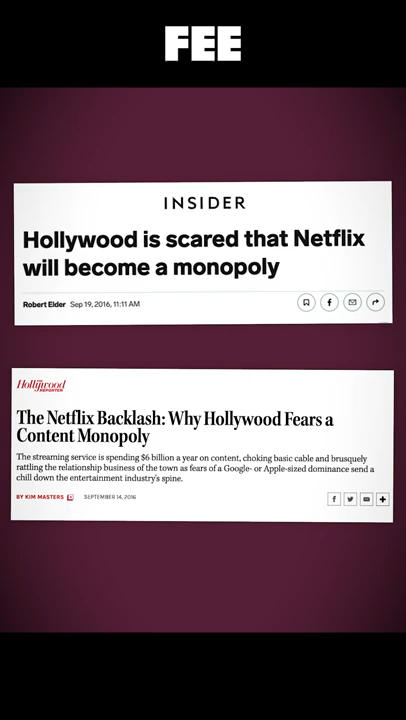 FEE
INSIDER
Hollywood is scared that Netflix
will become a monopoly
Robert Elder Sep 19, 2016, 11:11 AM
Hollywood
REPORTER
The Netflix Backlash: Why Hollywood Fears a
Content Monopoly
The streaming service is spending $6 billion a year on content, choking basic cable and brusquely
rattling the relationship business of the town as fears of a Google- or Apple-sized dominance send a
chill down the entertainment industry's spine.
BY KIM MASTERS SEPTEMBER 14, 2016